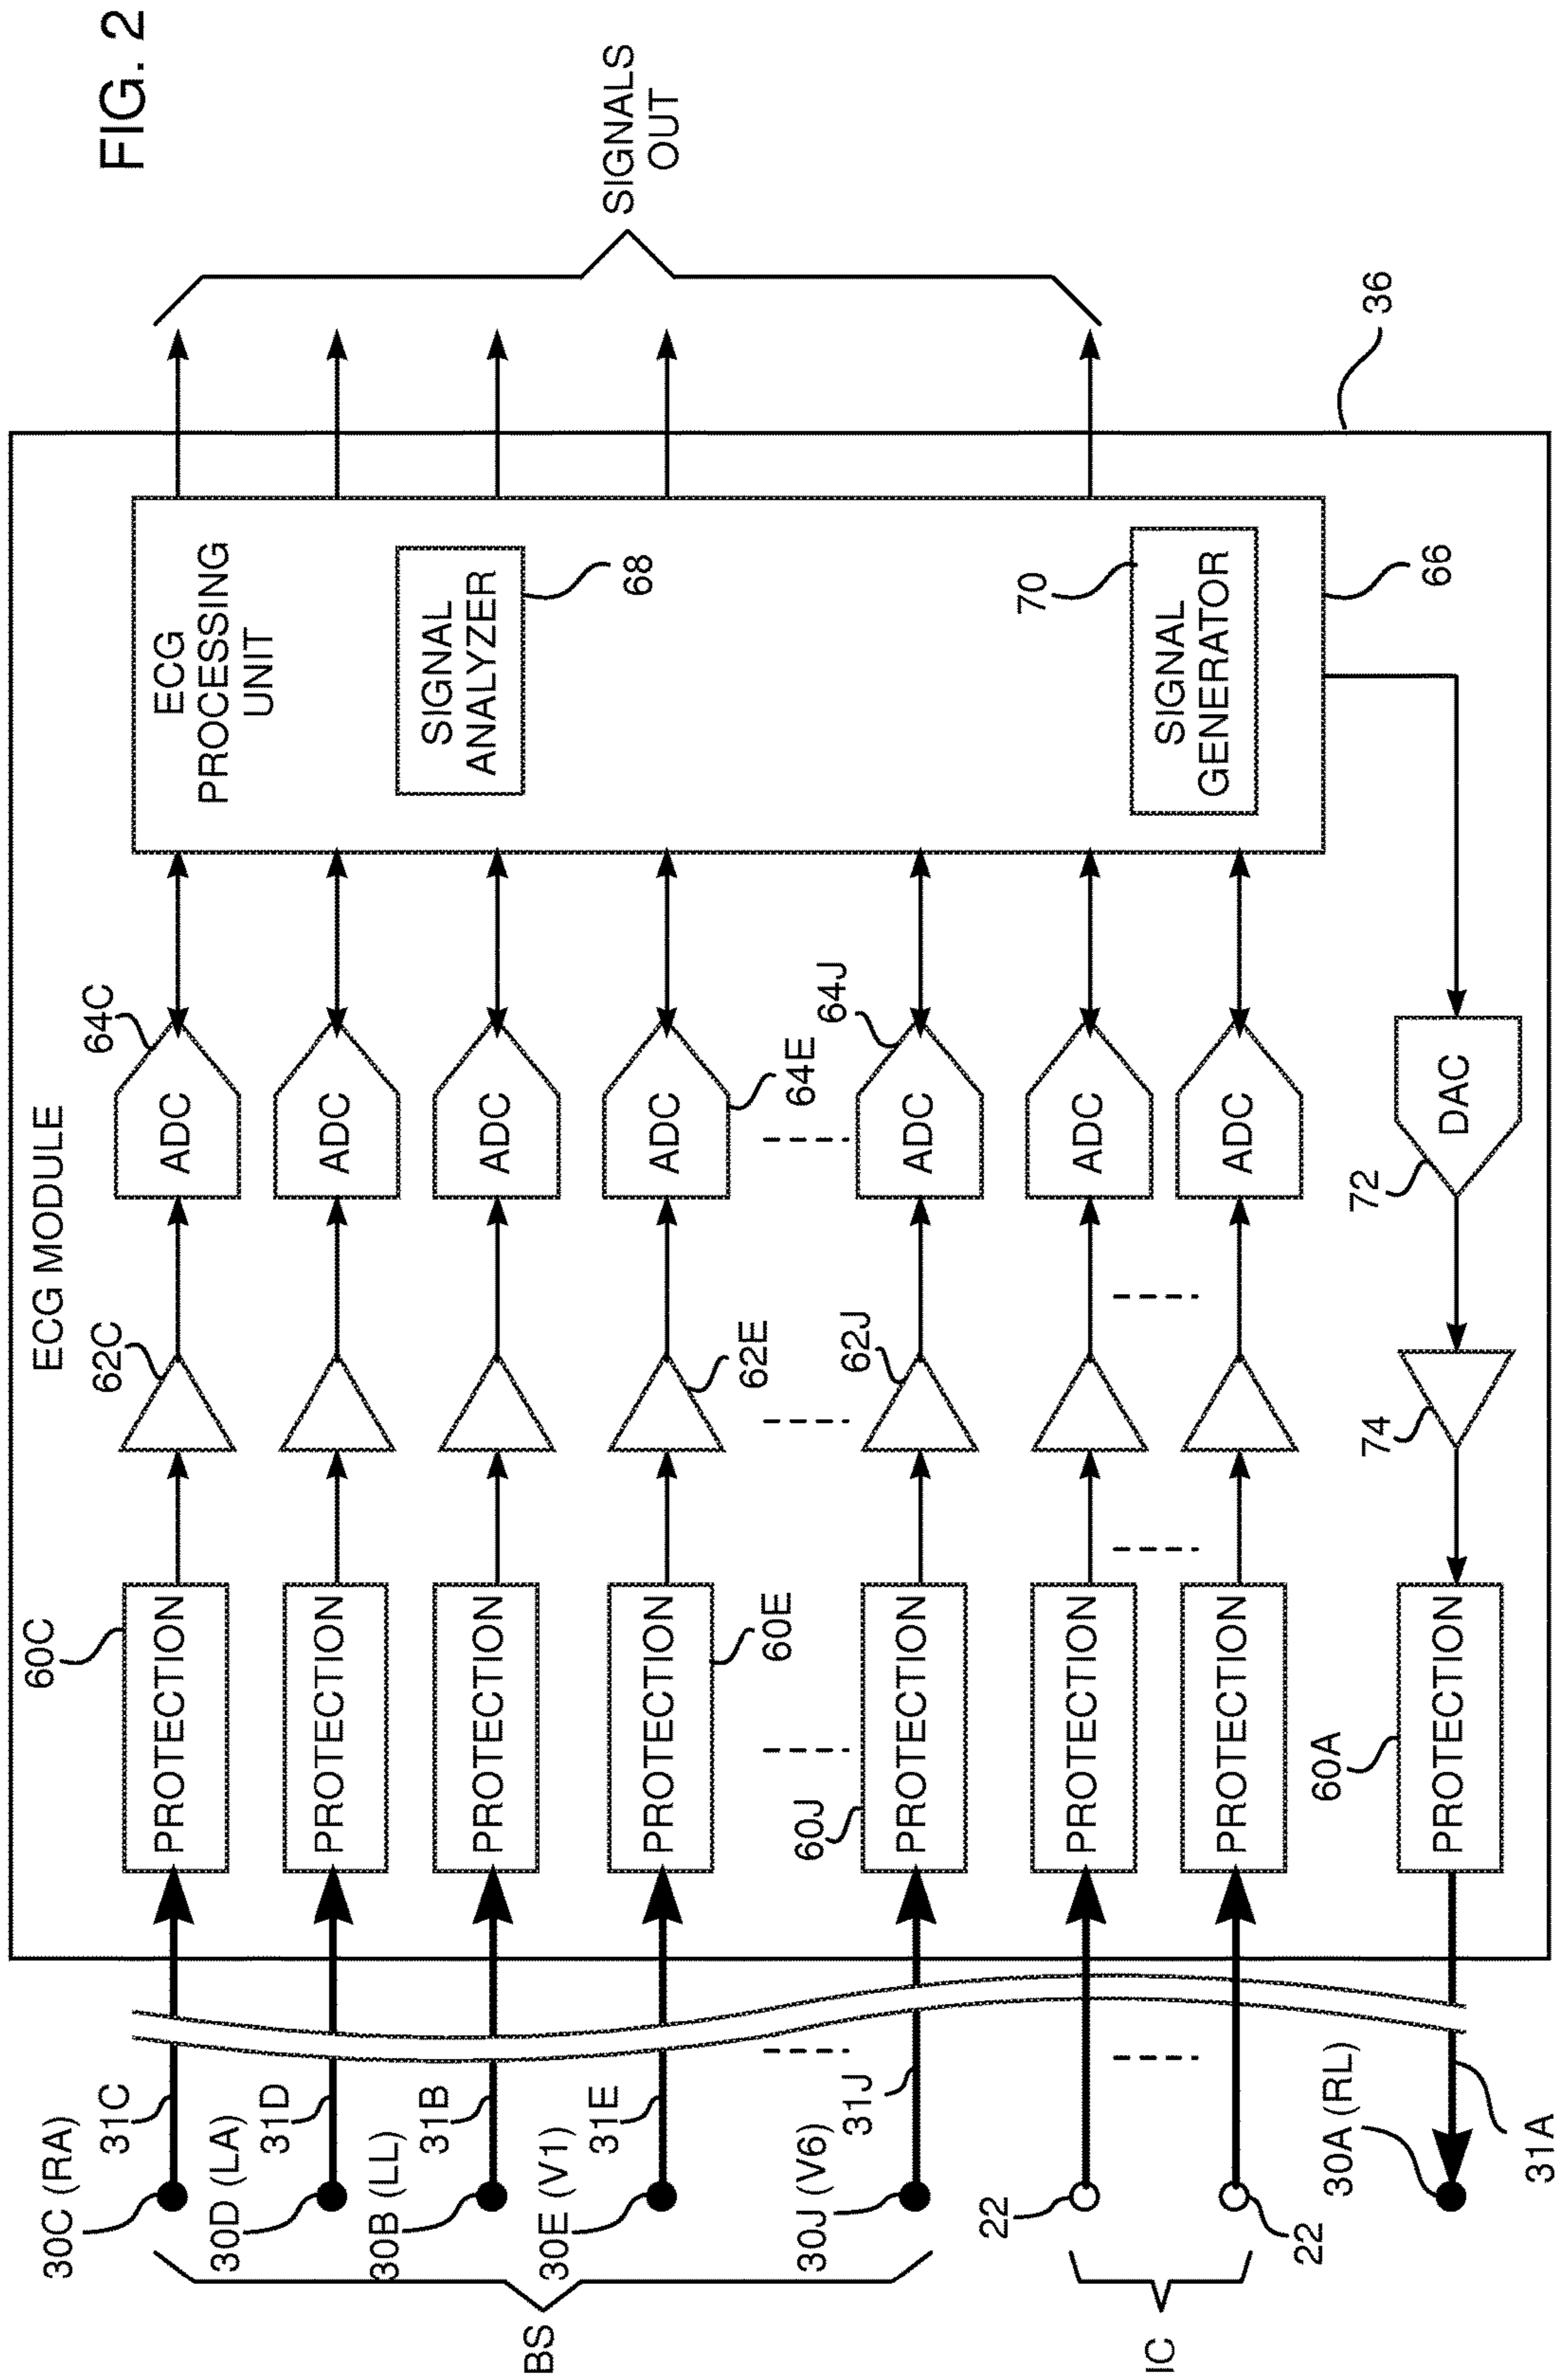 FIG. 2
ECG MODULE
SIGNALS
OUT
36
ECG
PROCESSING
UNIT
SIGNAL
ANALYZER
68
70
SIGNAL
GENERATOR
66
BS
30C (RA)
31C
60C
PROTECTION
62C
64C
ADC
30D (LA)
31D
PROTECTION
ADC
30B (LL)
31B
PROTECTION
ADC
30E (V1)
31E
PROTECTION
60E
62E
ADC
64E
30J (V6)
31J
60J
PROTECTION
62J
64J
ADC
IC
22
PROTECTION
ADC
22
PROTECTION
ADC
30A (RL)
31A
60A
PROTECTION
74
72
DAC